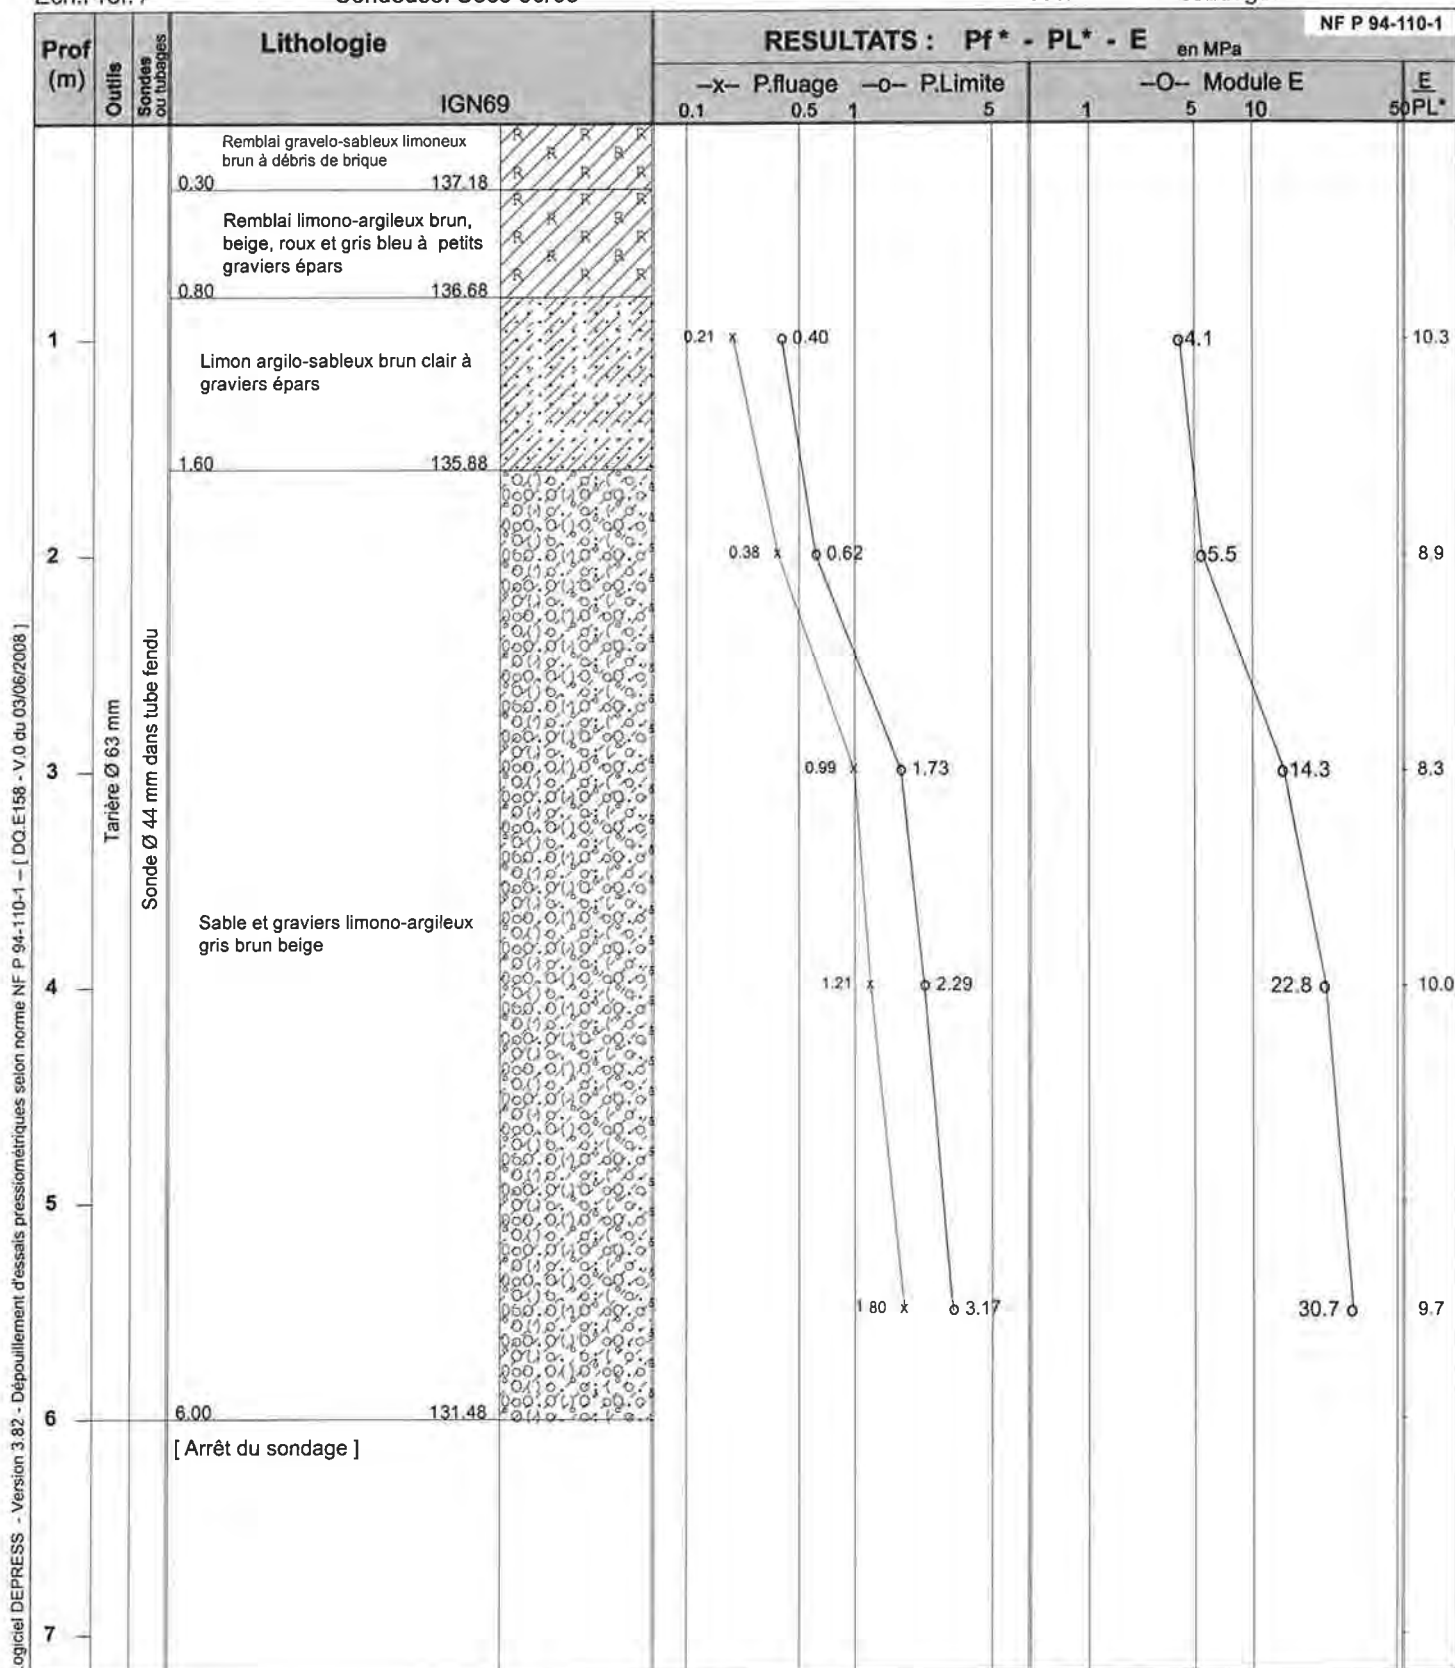 NF P 94-110-1
Prof
(m)
Outils
Sondes
ou tubages
Lithologie
IGN69
RESULTATS : Pf* - PL* - E en MPa
–x– P.fluage –o– P.Limite
0.1 0.5 1 5
–O– Module E
1 5 10 50
E
PL*
Remblai gravelo-sableux limoneux
brun à débris de brique
0.30 137.18
Remblai limono-argileux brun,
beige, roux et gris bleu à petits
graviers épars
0.80 136.68
1 0.21 x o 0.40 O4.1 10.3
Limon argilo-sableux brun clair à
graviers épars
1.60 135.88
2 0.38 x o 0.62 O5.5 8.9
Tarière Ø 63 mm
Sonde Ø 44 mm dans tube fendu
3 0.99 x o 1.73 O14.3 8.3
Sable et graviers limono-argileux
gris brun beige
4 1.21 x o 2.29 22.8 O 10.0
5
1 80 x o 3.17 30.7 O 9.7
6
6.00 131.48
[ Arrêt du sondage ]
7
ogiciel DEPRESS - Version 3.82 - Dépouillement d'essais pressiométriques selon norme NF P 94-110-1 – [ DQ.E158 - V.0 du 03/06/2008 ]